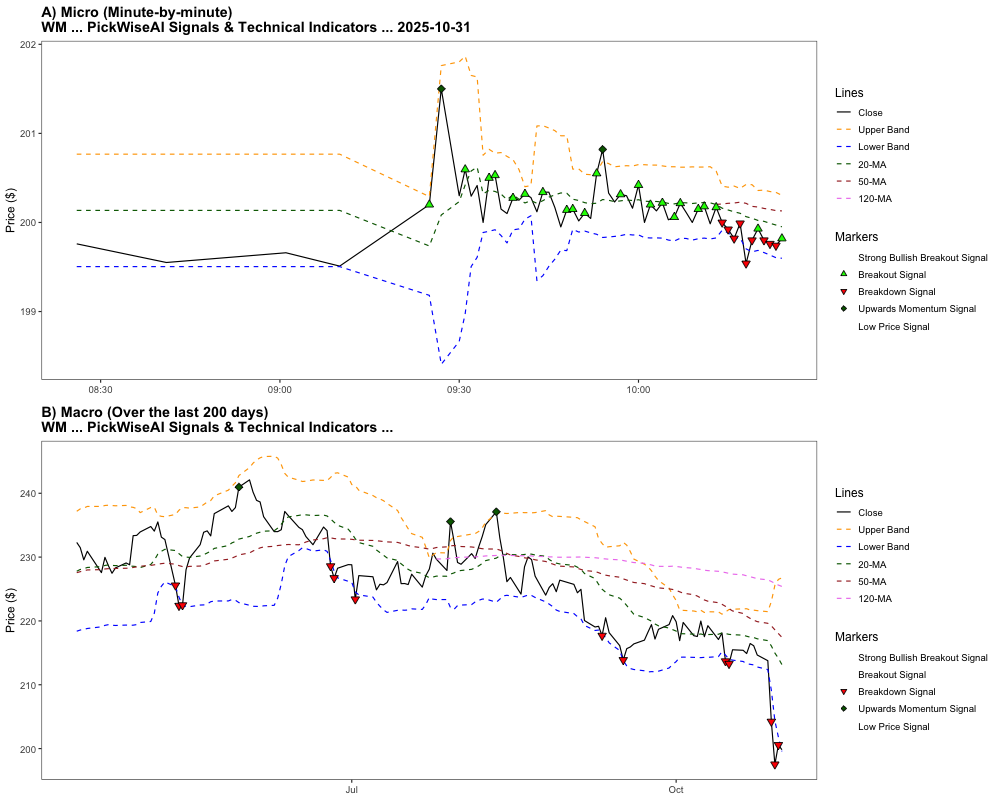 A) Micro (Minute-by-minute)
WM ... PickWiseAI Signals & Technical Indicators ... 2025-10-31
202
201
200
199
Price ($)
08:30
09:00
09:30
10:00
Lines
Close
Upper Band
Lower Band
20-MA
50-MA
120-MA
Markers
Strong Bullish Breakout Signal
Breakout Signal
Breakdown Signal
Upwards Momentum Signal
Low Price Signal
B) Macro (Over the last 200 days)
WM ... PickWiseAI Signals & Technical Indicators ...
240
230
220
210
200
Price ($)
Jul
Oct
Lines
Close
Upper Band
Lower Band
20-MA
50-MA
120-MA
Markers
Strong Bullish Breakout Signal
Breakout Signal
Breakdown Signal
Upwards Momentum Signal
Low Price Signal